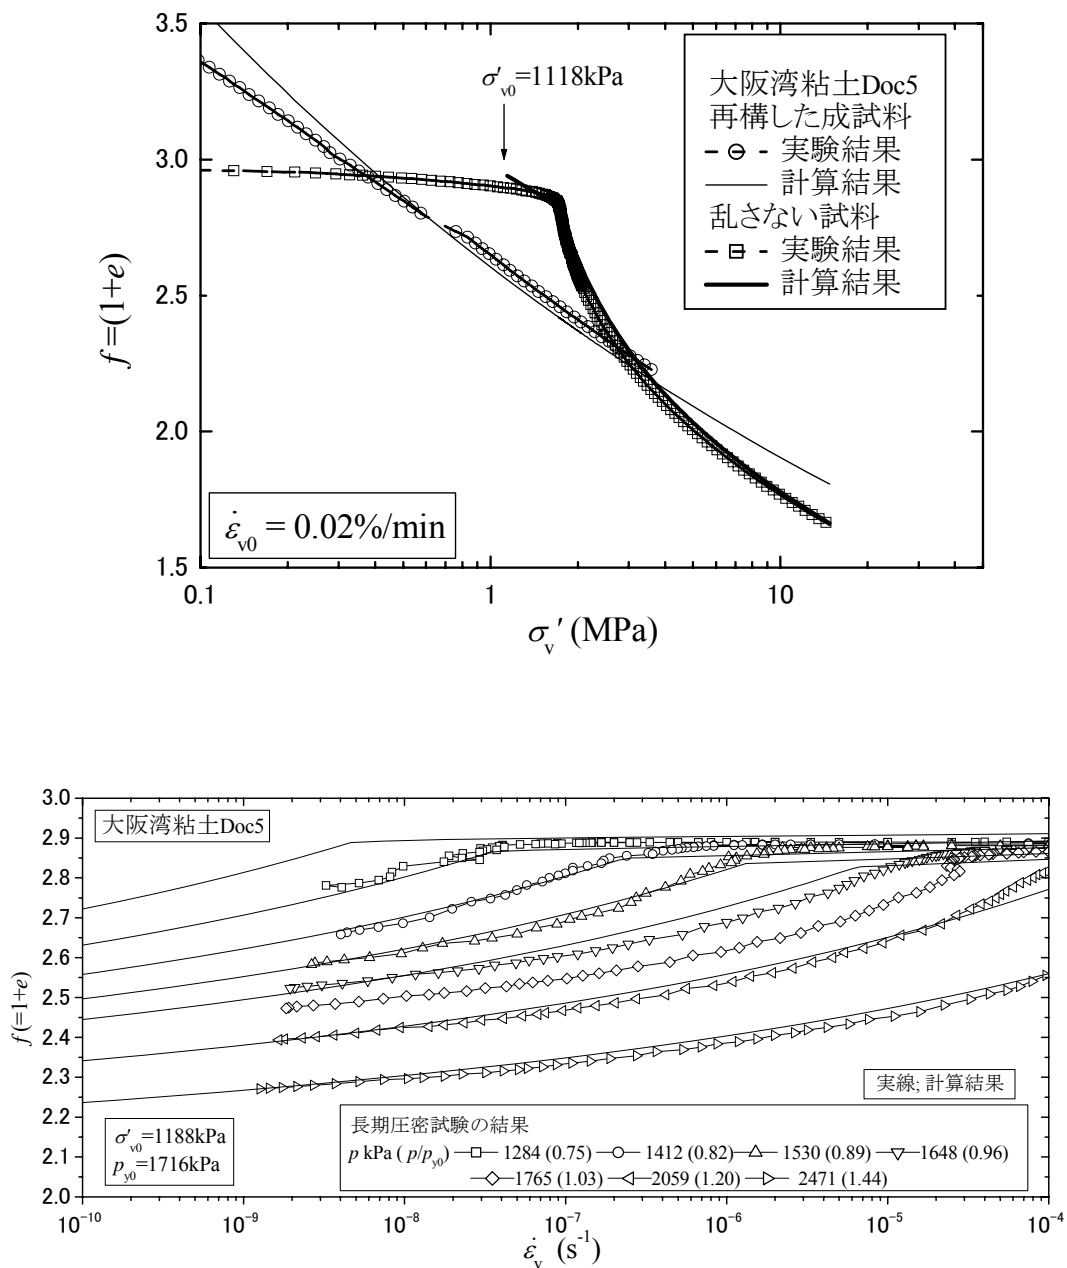 3.5
3.0
2.5
2.0
1.5
f=(1+e)
σ′v0=1118kPa
大阪湾粘土Doc5
再構した成試料
実験結果
計算結果
乱さない試料
実験結果
計算結果
ε̇v0 = 0.02%/min
0.1 1 10
σv′ (MPa)
3.0
2.9
2.8
2.7
2.6
2.5
2.4
2.3
2.2
2.1
2.0
f(=1+e)
大阪湾粘土Doc5
実線; 計算結果
σ′v0=1188kPa
py0=1716kPa
長期圧密試験の結果
p kPa ( p/py0) 1284 (0.75) 1412 (0.82) 1530 (0.89) 1648 (0.96)
1765 (1.03) 2059 (1.20) 2471 (1.44)
10⁻¹⁰ 10⁻⁹ 10⁻⁸ 10⁻⁷ 10⁻⁶ 10⁻⁵ 10⁻⁴
ε̇v (s⁻¹)